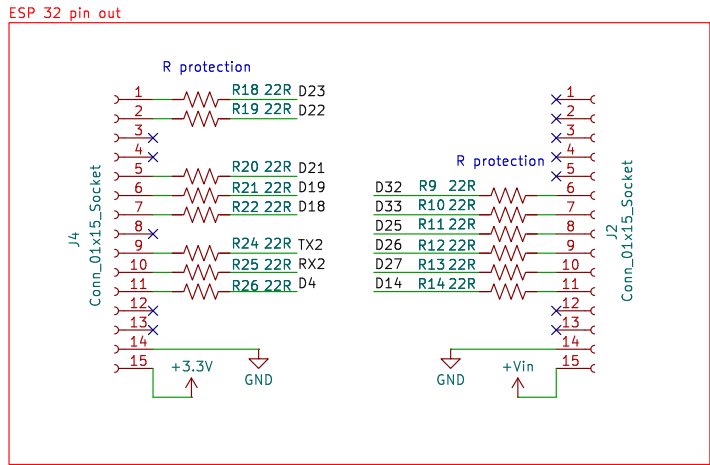 ESP 32 pin out
R protection
1 R18 22R D23
2 R19 22R D22
3
4
5 R20 22R D21
6 R21 22R D19
7 R22 22R D18
8
9 R24 22R TX2
10 R25 22R RX2
11 R26 22R D4
12
13
14
15
+3.3V
GND
J4
Conn_01x15_Socket
R protection
1
2
3
4
5
D32 R9 22R 6
D33 R10 22R 7
D25 R11 22R 8
D26 R12 22R 9
D27 R13 22R 10
D14 R14 22R 11
12
13
14
15
GND
+Vin
J2
Conn_01x15_Socket